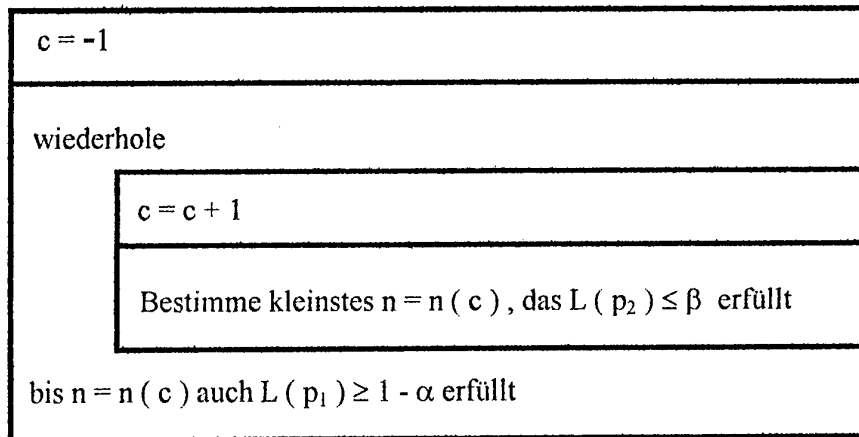 c = -1
wiederhole
c = c + 1
Bestimme kleinstes n = n ( c ) , das L ( p₂ ) ≤ β erfüllt
bis n = n ( c ) auch L ( p₁ ) ≥ 1 - α erfüllt